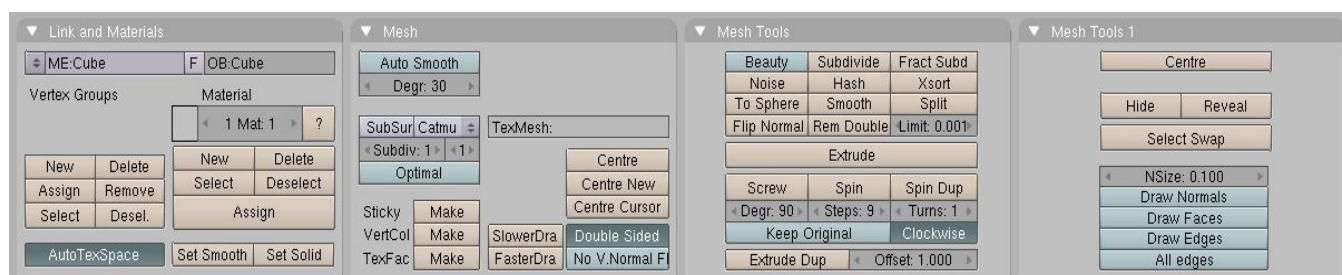 Link and Materials
ME:Cube F OB:Cube
Vertex Groups Material
1 Mat: 1 ?
New Delete
Assign Remove
Select Desel.
New Delete
Select Deselect
Assign
AutoTexSpace Set Smooth Set Solid
Mesh
Auto Smooth
Degr: 30
SubSur Catmu TexMesh:
Subdiv: 1 1
Optimal
Centre
Centre New
Centre Cursor
Sticky Make
VertCol Make SlowerDra Double Sided
TexFac Make FasterDra No V.Normal Fl
Mesh Tools
Beauty Subdivide Fract Subd
Noise Hash Xsort
To Sphere Smooth Split
Flip Normal Rem Double Limit: 0.001
Extrude
Screw Spin Spin Dup
Degr: 90 Steps: 9 Turns: 1
Keep Original Clockwise
Extrude Dup Offset: 1.000
Mesh Tools 1
Centre
Hide Reveal
Select Swap
NSize: 0.100
Draw Normals
Draw Faces
Draw Edges
All edges